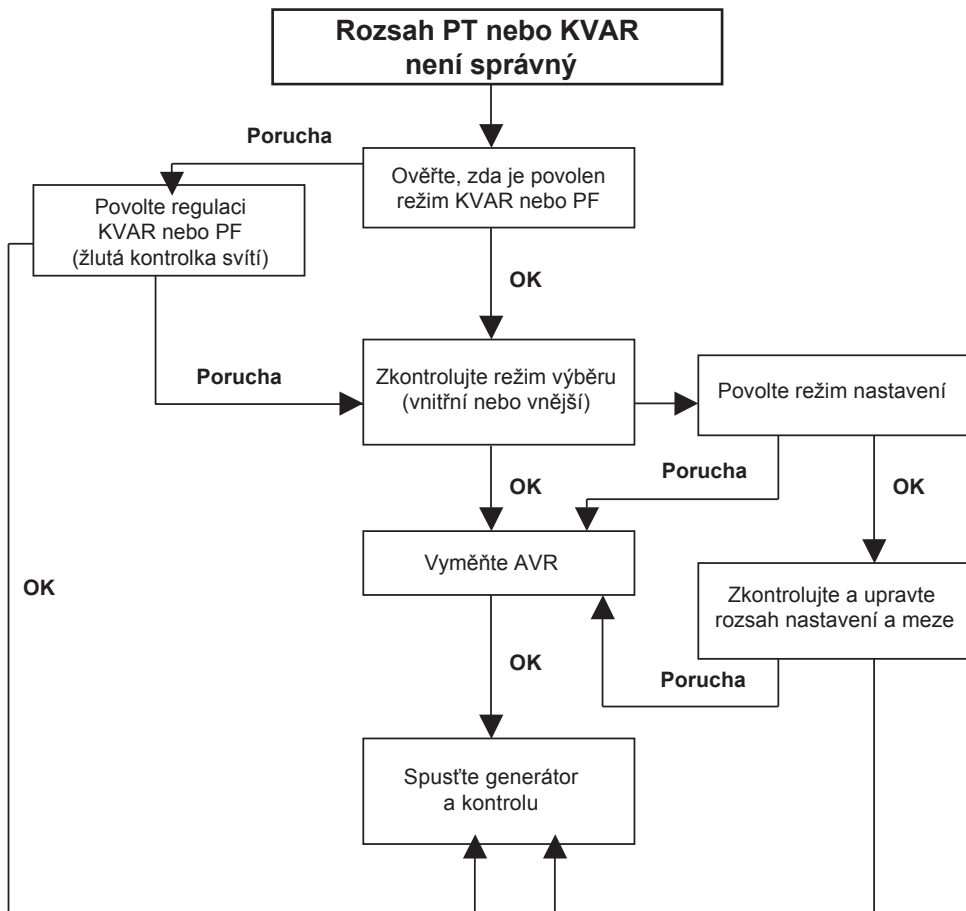 Rozsah PT nebo KVAR
není správný
Porucha
Ověřte, zda je povolen
režim KVAR nebo PF
Povolte regulaci
KVAR nebo PF
(žlutá kontrolka svítí)
OK
Porucha
Zkontrolujte režim výběru
(vnitřní nebo vnější)
Povolte režim nastavení
OK
Porucha
OK
Vyměňte AVR
OK
Zkontrolujte a upravte
rozsah nastavení a meze
OK
Porucha
Spusťte generátor
a kontrolu